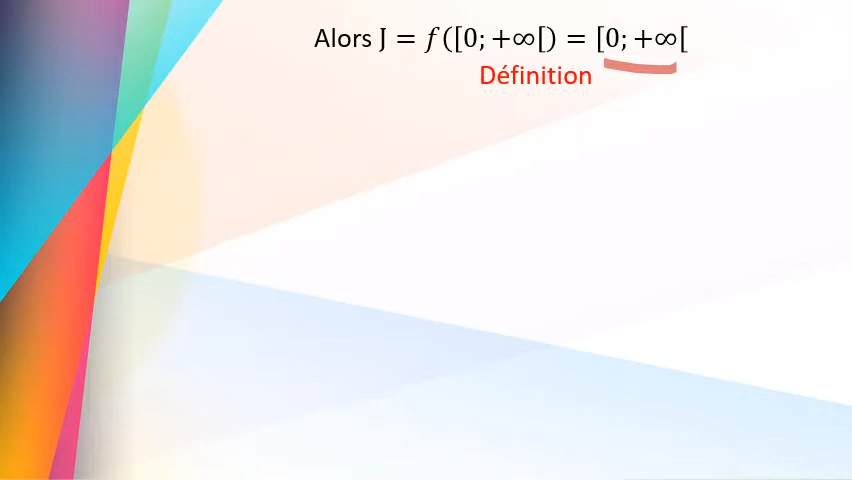 Alors J = f([0; +∞[) = [0; +∞[
Définition